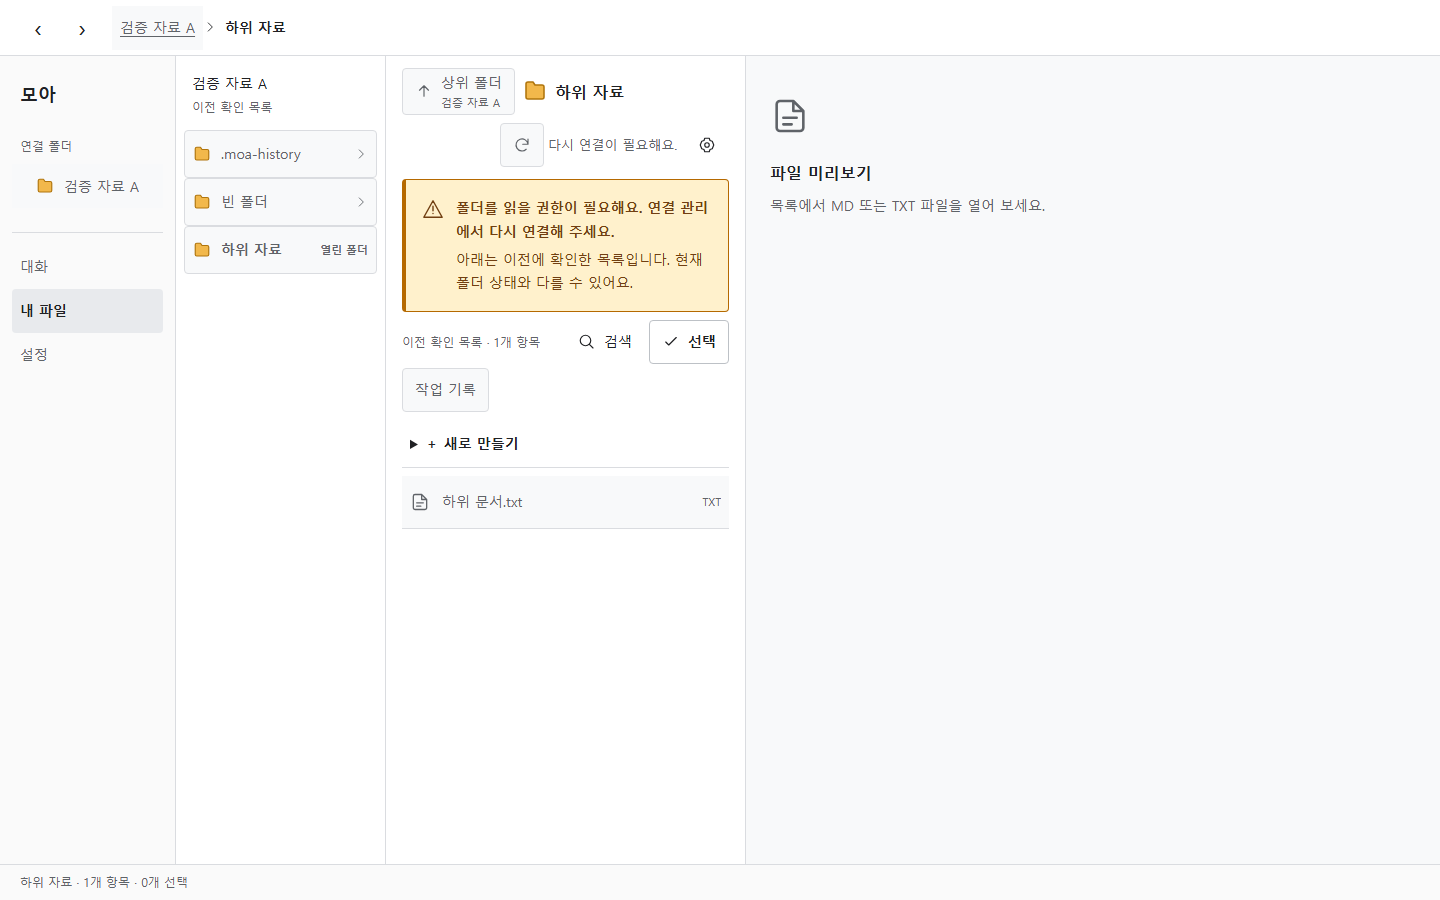 검증 자료 A
하위 자료
모아
연결 폴더
검증 자료 A
대화
내 파일
설정
검증 자료 A
이전 확인 목록
.moa-history
빈 폴더
하위 자료 열린 폴더
상위 폴더
검증 자료 A
하위 자료
다시 연결이 필요해요.
폴더를 읽을 권한이 필요해요. 연결 관리
에서 다시 연결해 주세요.
아래는 이전에 확인한 목록입니다. 현재
폴더 상태와 다를 수 있어요.
이전 확인 목록 · 1개 항목
검색
선택
작업 기록
+ 새로 만들기
하위 문서.txt TXT
파일 미리보기
목록에서 MD 또는 TXT 파일을 열어 보세요.
하위 자료 · 1개 항목 · 0개 선택